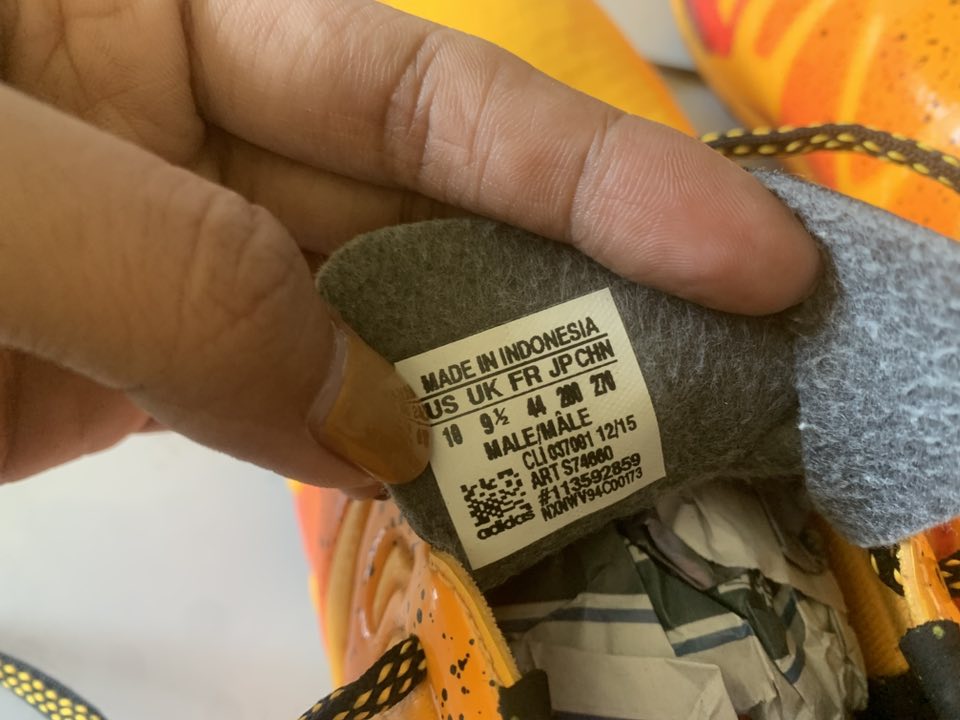 MADE IN INDONESIA
US UK FR JP CHN
10 9½ 44 280 270
MALE/MÂLE
CLI 037001 12/15
ART S74660
#113592859
NXNWV94C00173
adidas